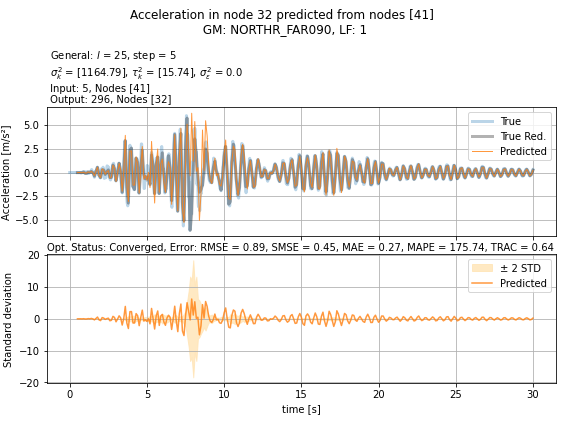 Acceleration in node 32 predicted from nodes [41]
GM: NORTHR_FAR090, LF: 1
General: l = 25, step = 5
σ²ₖ = [1164.79], τ²ₖ = [15.74], σ²ₑ = 0.0
Input: 5, Nodes [41]
Output: 296, Nodes [32]
Acceleration [m/s²]
5.0
2.5
0.0
−2.5
−5.0
True
True Red.
Predicted
Opt. Status: Converged, Error: RMSE = 0.89, SMSE = 0.45, MAE = 0.27, MAPE = 175.74, TRAC = 0.64
Standard deviation
20
10
0
−10
−20
± 2 STD
Predicted
0 5 10 15 20 25 30
time [s]